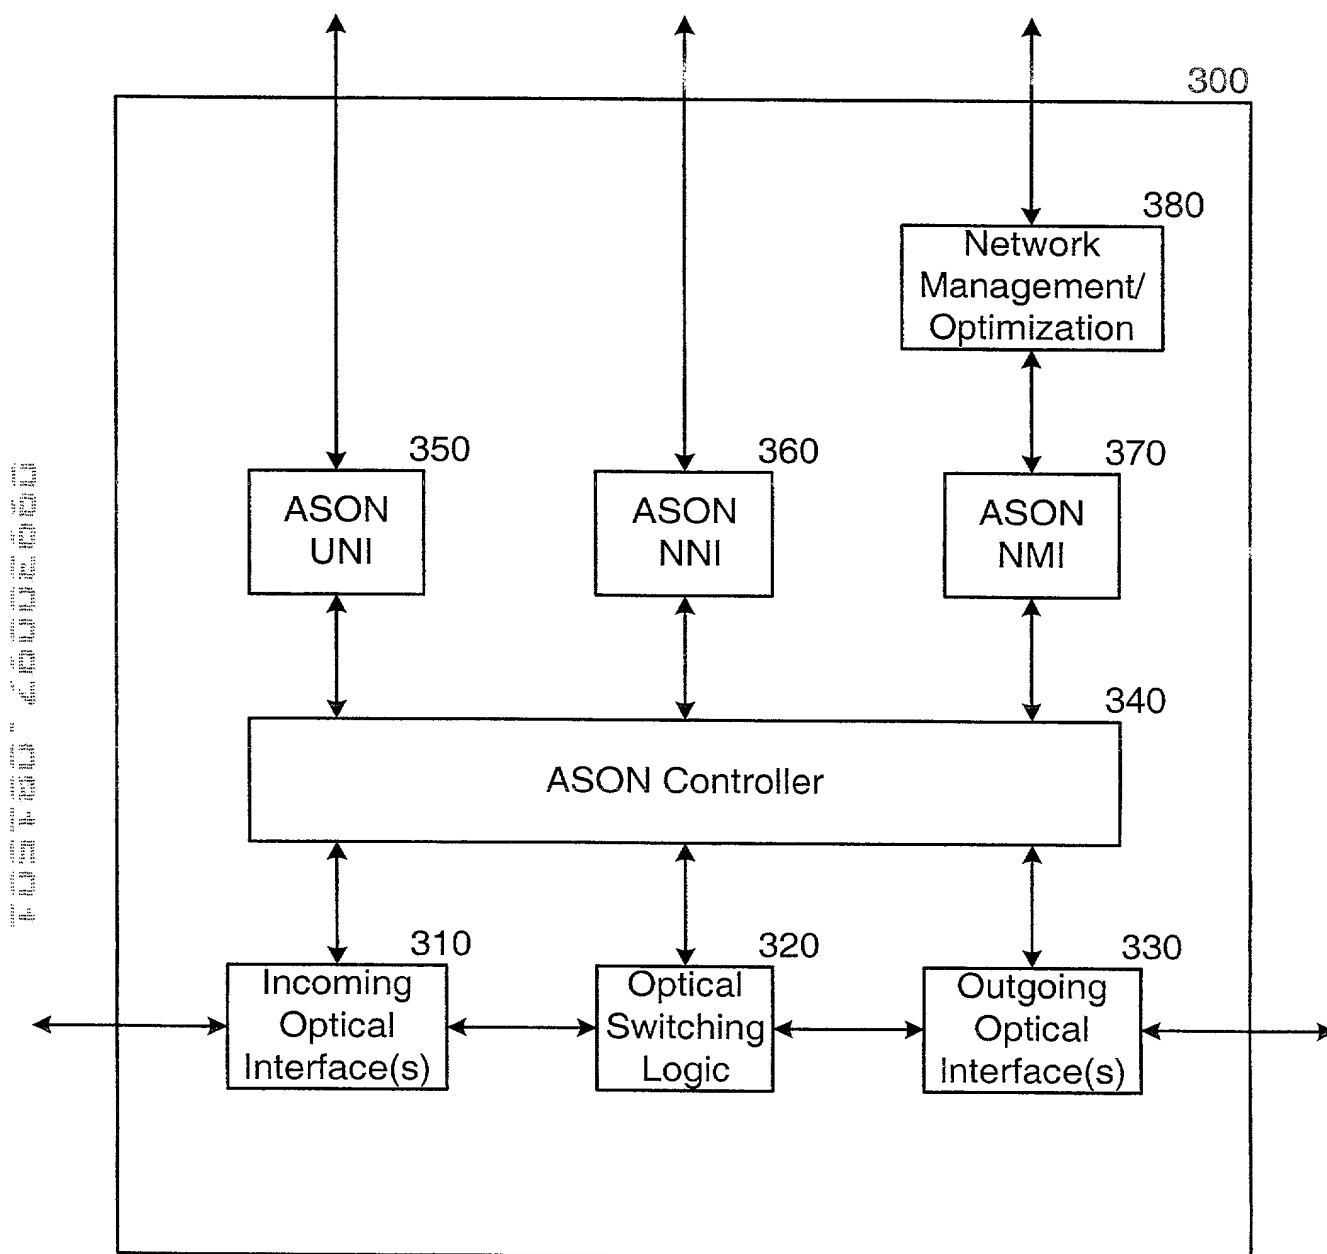 300
380
Network
Management/
Optimization
350
360
370
ASON
UNI
ASON
NNI
ASON
NMI
340
ASON Controller
310
320
330
Incoming
Optical
Interface(s)
Optical
Switching
Logic
Outgoing
Optical
Interface(s)